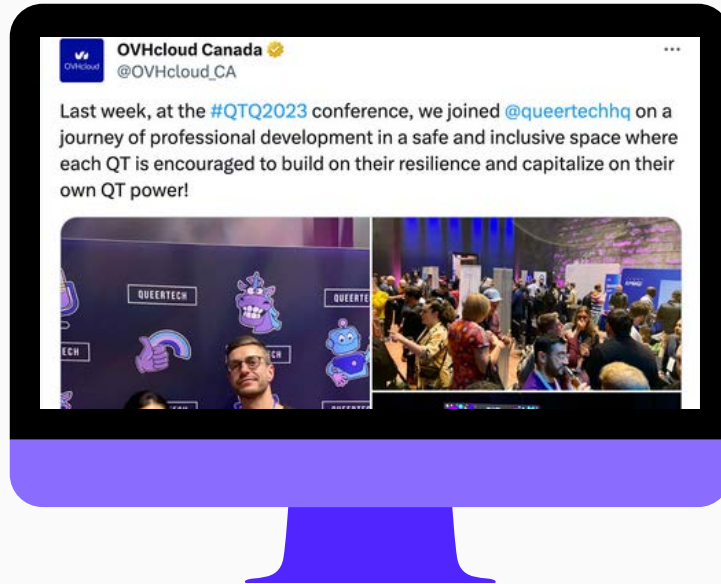 OVHcloud
OVHcloud Canada
@OVHcloud_CA
Last week, at the #QTQ2023 conference, we joined @queertechhq on a
journey of professional development in a safe and inclusive space where
each QT is encouraged to build on their resilience and capitalize on their
own QT power!
QUEERTECH
QUEERTE
ECH
CH